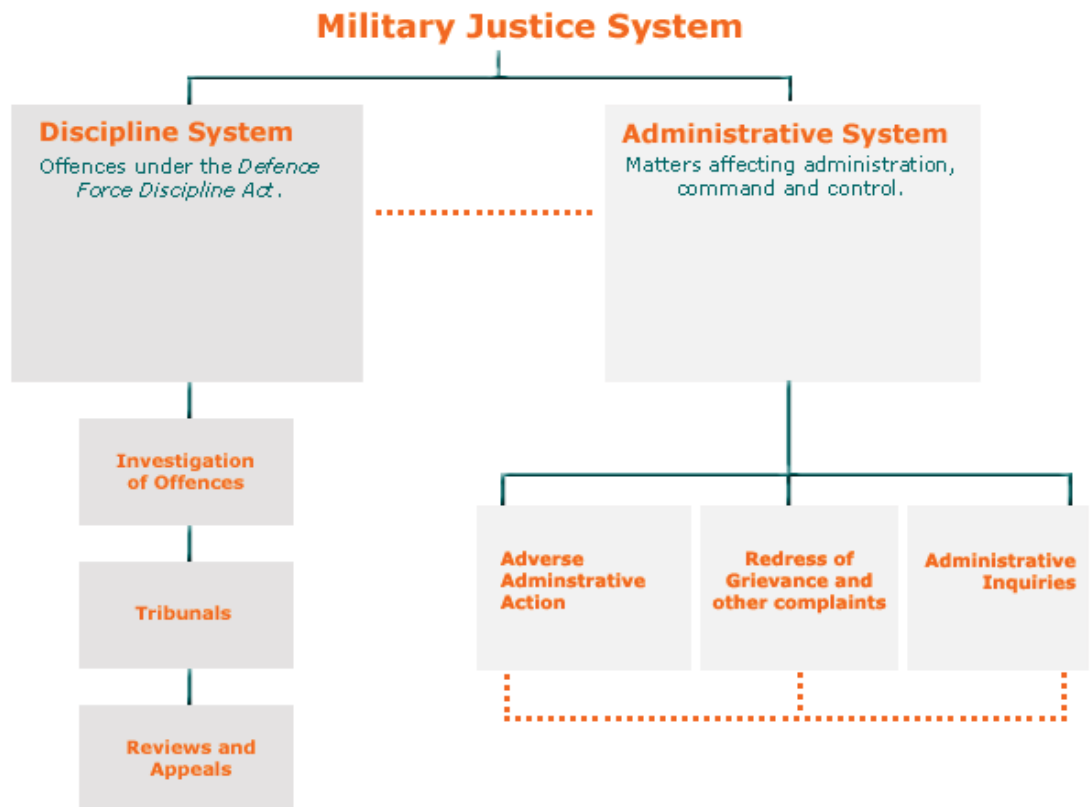 Military Justice System
Discipline System
Offences under the Defence
Force Discipline Act.
Administrative System
Matters affecting administration,
command and control.
Investigation
of Offences
Tribunals
Reviews and
Appeals
Adverse
Adminstrative
Action
Redress of
Grievance and
other complaints
Administrative
Inquiries